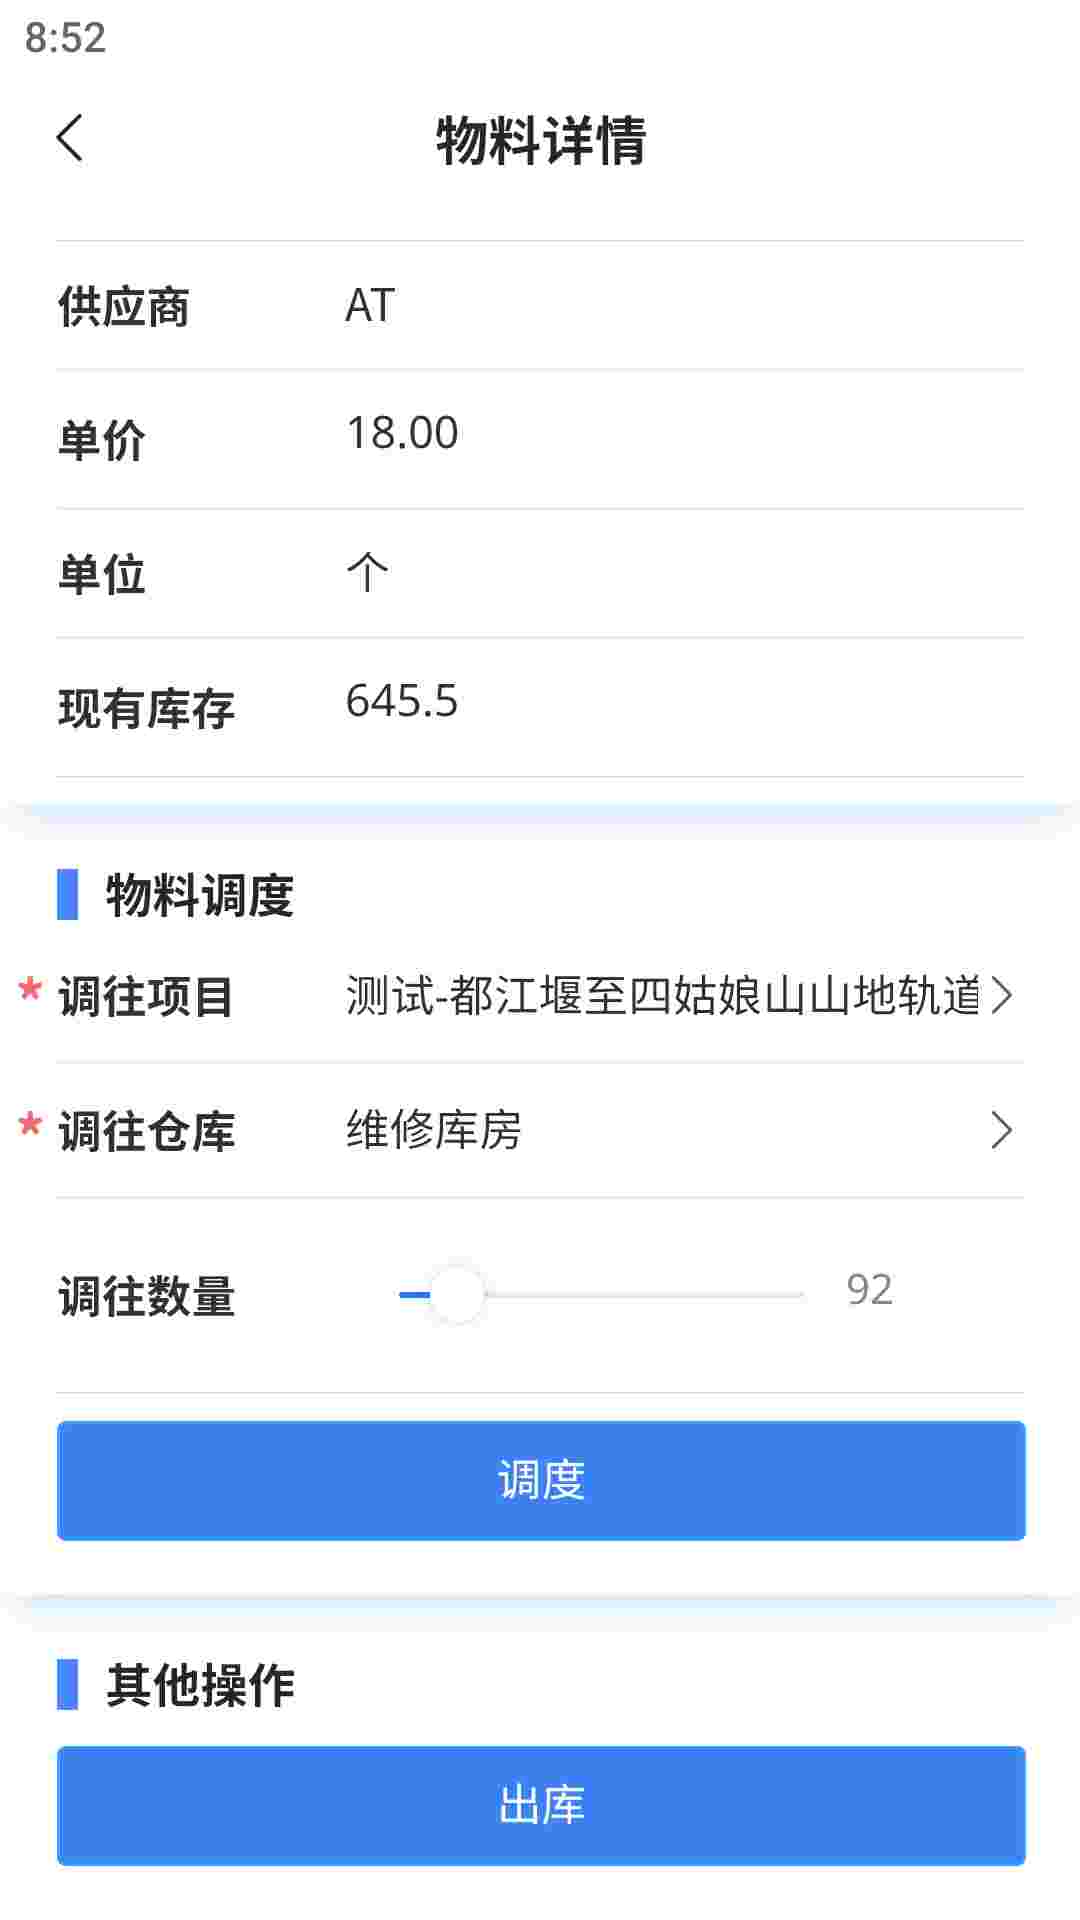 8:52
物料详情
供应商 AT
单价 18.00
单位 个
现有库存 645.5
物料调度
* 调往项目 测试-都江堰至四姑娘山山地轨道
* 调往仓库 维修库房
调往数量 92
调度
其他操作
出库